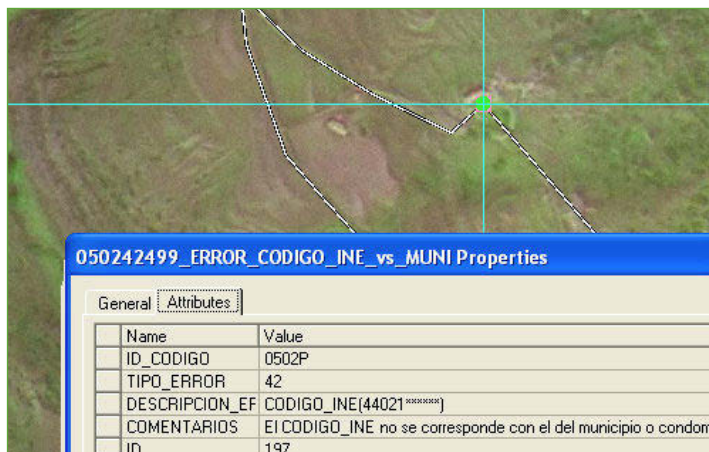 050242499_ERROR_CODIGO_INE_vs_MUNI Properties
General Attributes
Name Value
ID_CODIGO 0502P
TIPO_ERROR 42
DESCRIPCION_EF CODIGO_INE(44021******)
COMENTARIOS El CODIGO_INE no se corresponde con el del municipio o condom
ID 197